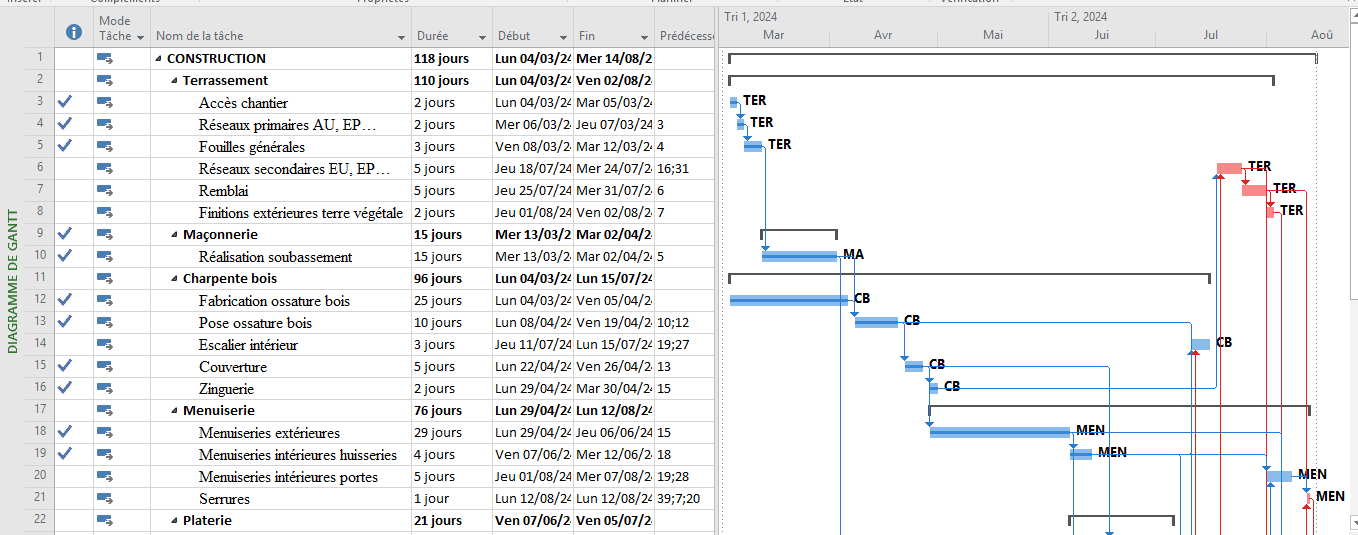 Insérer Compléments Propriétés Planifier État Vérification
Mode Tâche Nom de la tâche Durée Début Fin Prédécesse
Tri 1, 2024 Tri 2, 2024
Mar Avr Mai Jui Jul Aoû
DIAGRAMME DE GANTT
1 CONSTRUCTION 118 jours Lun 04/03/24 Mer 14/08/2
2 Terrassement 110 jours Lun 04/03/24 Ven 02/08/2
3 Accès chantier 2 jours Lun 04/03/24 Mar 05/03/24 TER
4 Réseaux primaires AU, EP… 2 jours Mer 06/03/24 Jeu 07/03/24 3 TER
5 Fouilles générales 3 jours Ven 08/03/24 Mar 12/03/24 4 TER
6 Réseaux secondaires EU, EP… 5 jours Jeu 18/07/24 Mer 24/07/24 16;31 TER
7 Remblai 5 jours Jeu 25/07/24 Mer 31/07/24 6 TER
8 Finitions extérieures terre végétale 2 jours Jeu 01/08/24 Ven 02/08/24 7 TER
9 Maçonnerie 15 jours Mer 13/03/2 Mar 02/04/2
10 Réalisation soubassement 15 jours Mer 13/03/24 Mar 02/04/24 5 MA
11 Charpente bois 96 jours Lun 04/03/24 Lun 15/07/24
12 Fabrication ossature bois 25 jours Lun 04/03/24 Ven 05/04/24 CB
13 Pose ossature bois 10 jours Lun 08/04/24 Ven 19/04/24 10;12 CB
14 Escalier intérieur 3 jours Jeu 11/07/24 Lun 15/07/24 19;27 CB
15 Couverture 5 jours Lun 22/04/24 Ven 26/04/24 13 CB
16 Zinguerie 2 jours Lun 29/04/24 Mar 30/04/24 15 CB
17 Menuiserie 76 jours Lun 29/04/24 Lun 12/08/24
18 Menuiseries extérieures 29 jours Lun 29/04/24 Jeu 06/06/24 15 MEN
19 Menuiseries intérieures huisseries 4 jours Ven 07/06/24 Mer 12/06/24 18 MEN
20 Menuiseries intérieures portes 5 jours Jeu 01/08/24 Mer 07/08/24 19;28 MEN
21 Serrures 1 jour Lun 12/08/24 Lun 12/08/24 39;7;20 MEN
22 Platerie 21 jours Ven 07/06/2 Ven 05/07/2